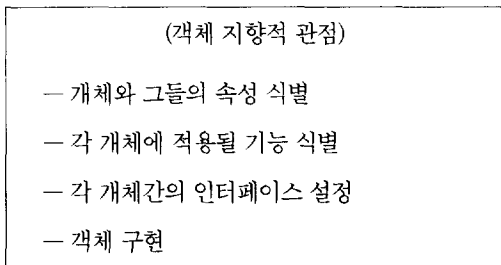 (객체 지향적 관점)
— 개체와 그들의 속성 식별
— 각 개체에 적용될 기능 식별
— 각 개체간의 인터페이스 설정
— 객체 구현